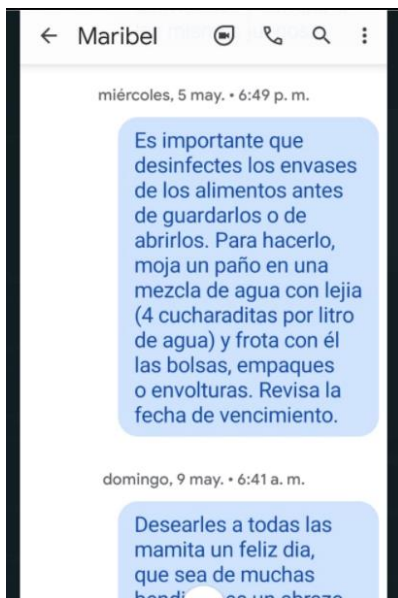 Maribel
miércoles, 5 may. • 6:49 p. m.
Es importante que
desinfectes los envases
de los alimentos antes
de guardarlos o de
abrirlos. Para hacerlo,
moja un paño en una
mezcla de agua con lejia
(4 cucharaditas por litro
de agua) y frota con él
las bolsas, empaques
o envolturas. Revisa la
fecha de vencimiento.
domingo, 9 may. • 6:41 a. m.
Desearles a todas las
mamita un feliz dia,
que sea de muchas
un abrazo